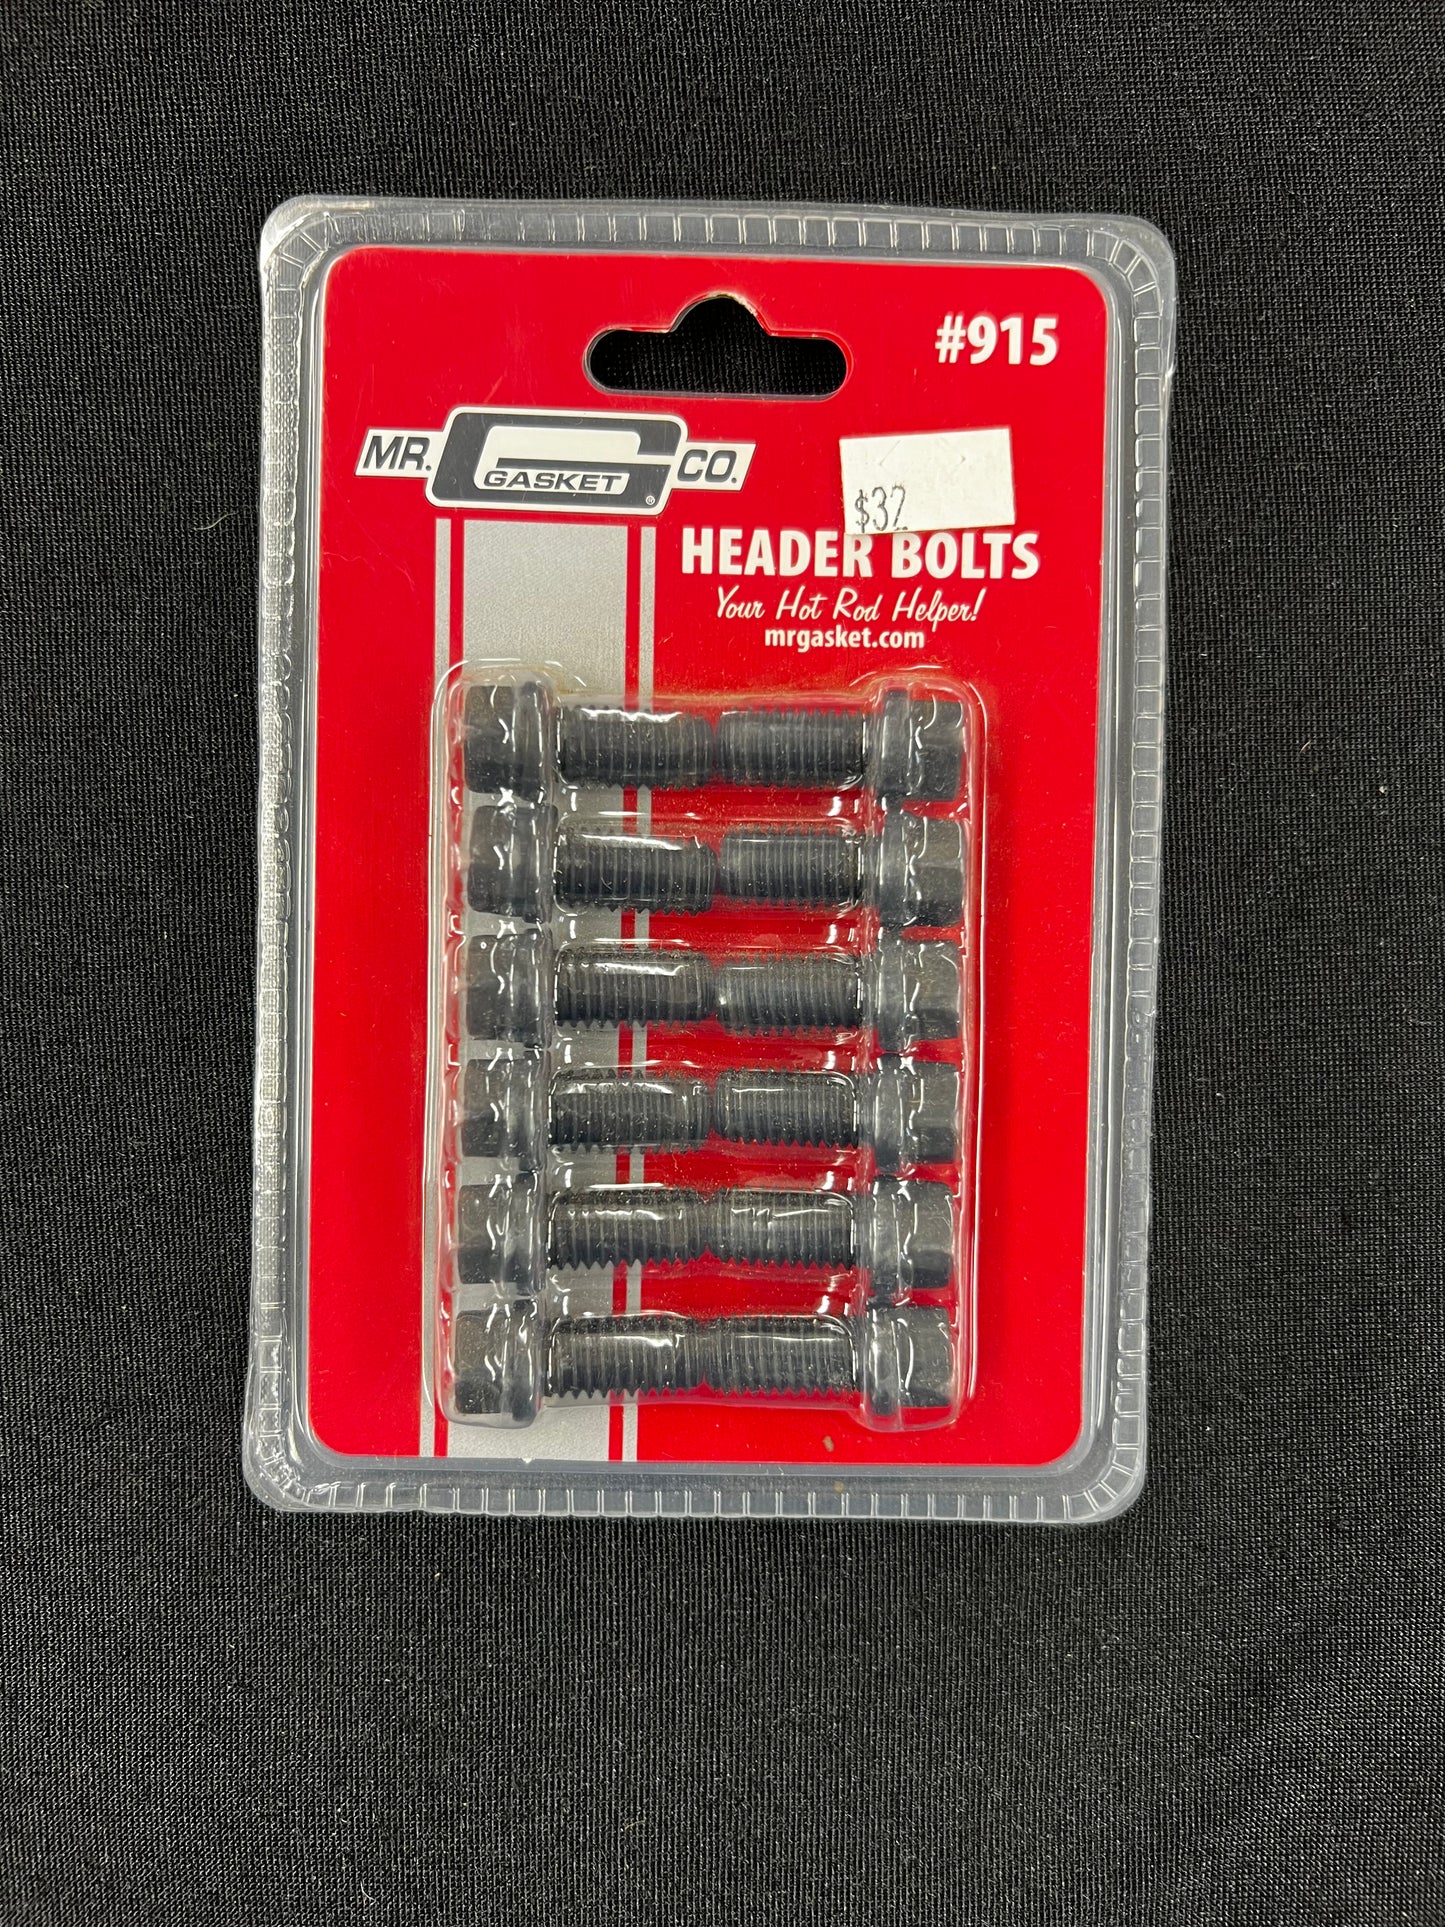 #915
MR. GASKET CO.
®
$32
HEADER BOLTS
Your Hot Rod Helper!
mrgasket.com